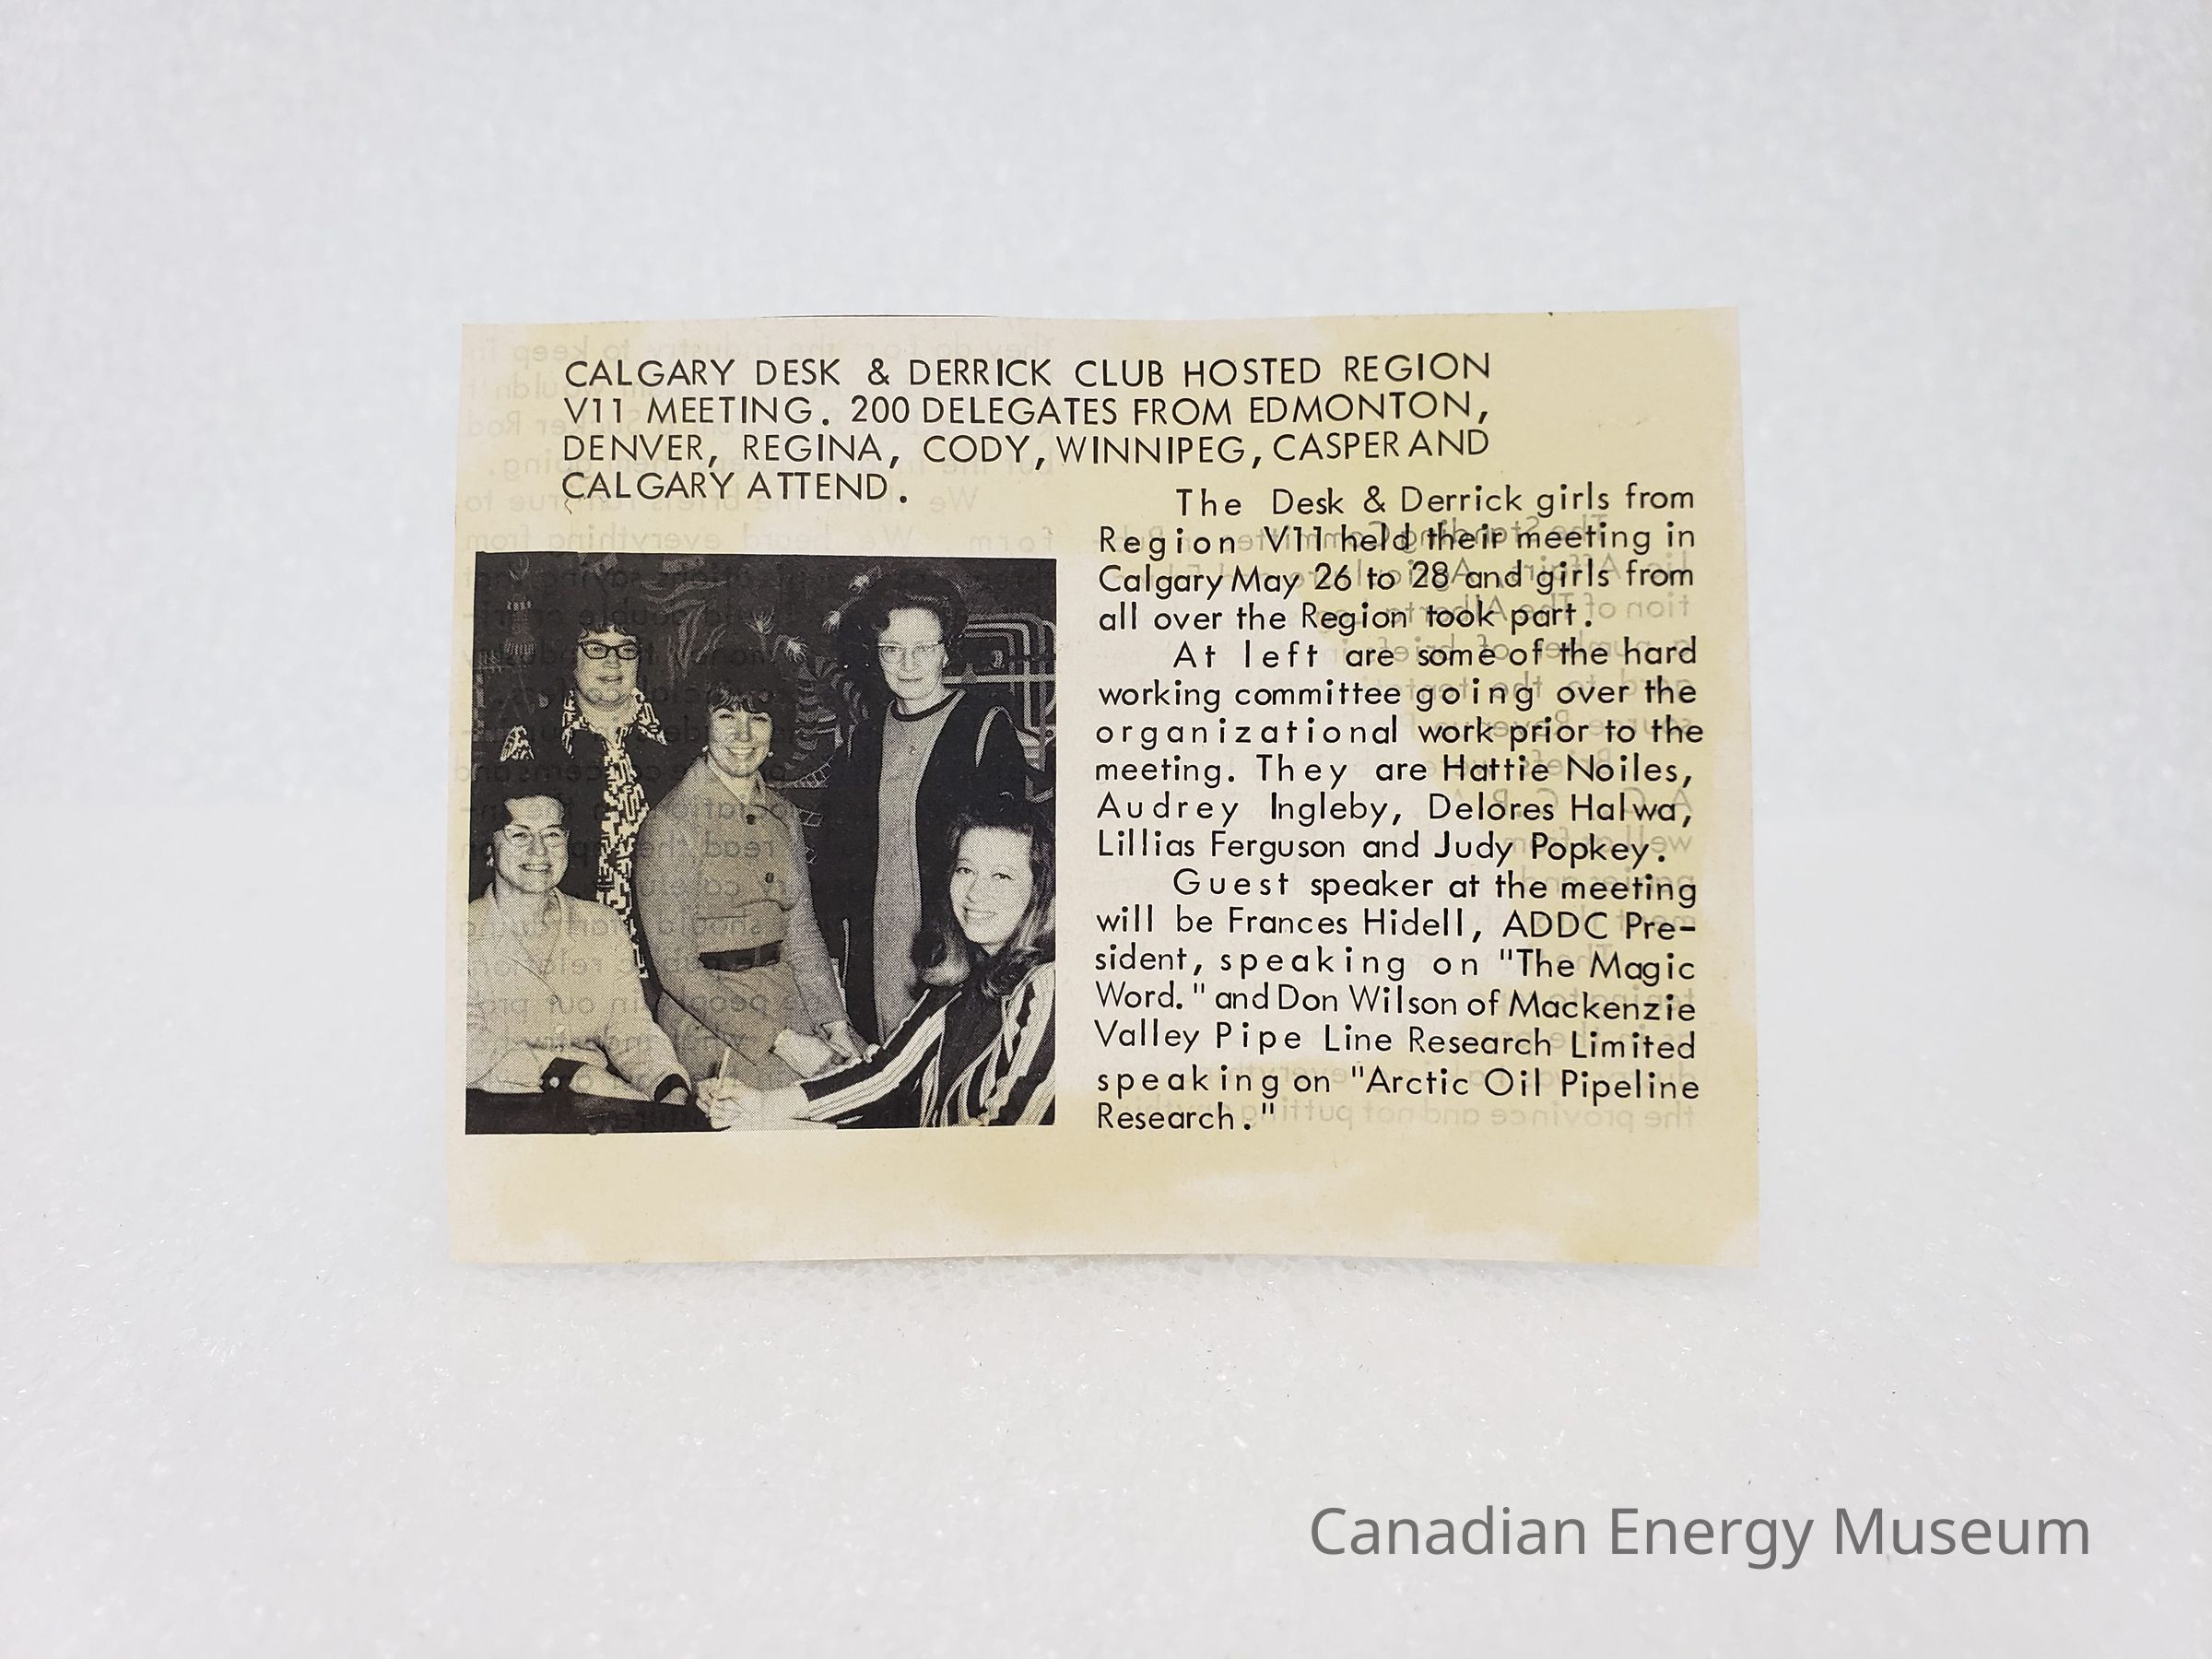 CALGARY DESK & DERRICK CLUB HOSTED REGION
V11 MEETING. 200 DELEGATES FROM EDMONTON,
DENVER, REGINA, CODY, WINNIPEG, CASPER AND
CALGARY ATTEND.
The Desk & Derrick girls from
Region V11 held their meeting in
Calgary May 26 to 28 and girls from
all over the Region took part.
At left are some of the hard
working committee going over the
organizational work prior to the
meeting. They are Hattie Noiles,
Audrey Ingleby, Delores Halwa,
Lillias Ferguson and Judy Popkey.
Guest speaker at the meeting
will be Frances Hidell, ADDC Pre-
sident, speaking on "The Magic
Word." and Don Wilson of Mackenzie
Valley Pipe Line Research Limited
speaking on "Arctic Oil Pipeline
Research."
Canadian Energy Museum